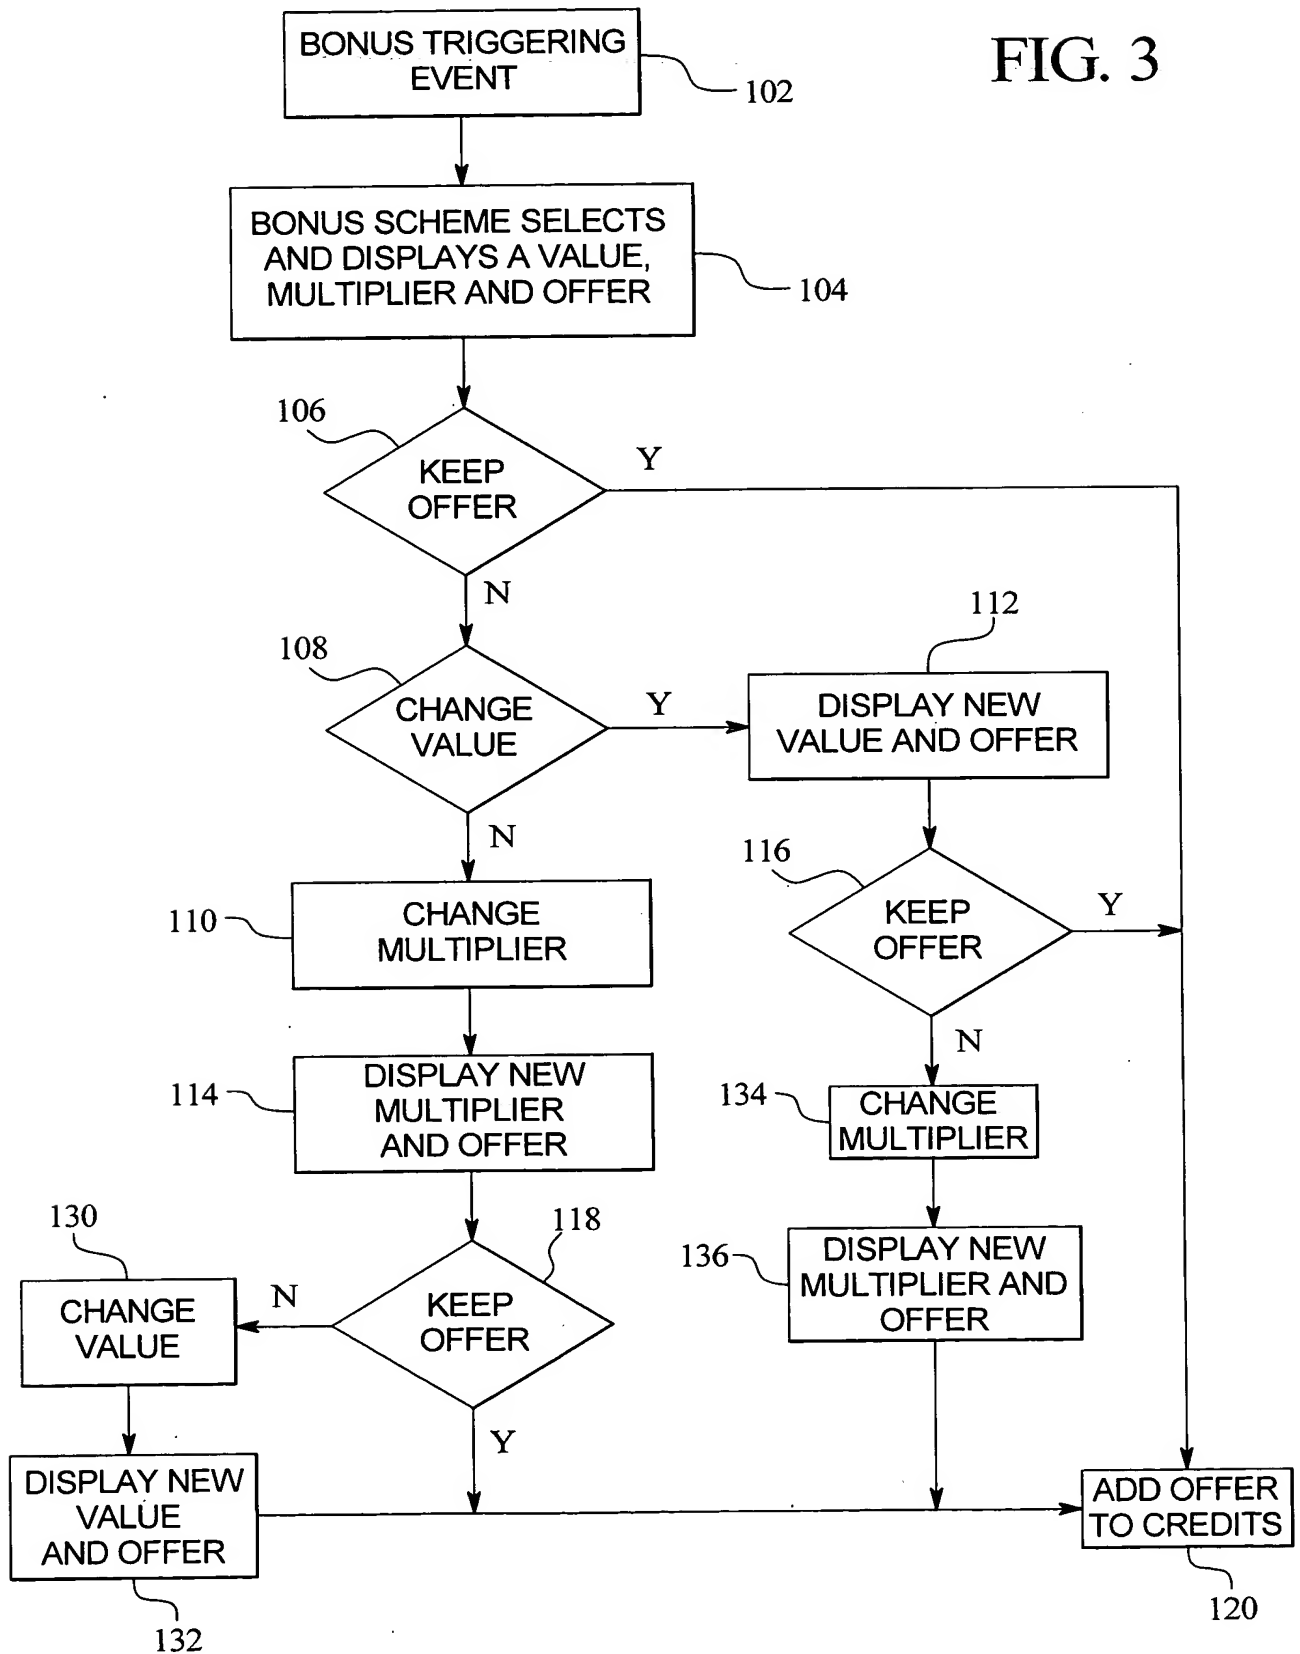 BONUS TRIGGERING
EVENT
FIG. 3
102
BONUS SCHEME SELECTS
AND DISPLAYS A VALUE,
MULTIPLIER AND OFFER
104
106
KEEP
OFFER
Y
N
108
CHANGE
VALUE
Y
112
DISPLAY NEW
VALUE AND OFFER
N
110
CHANGE
MULTIPLIER
116
KEEP
OFFER
Y
N
114
DISPLAY NEW
MULTIPLIER
AND OFFER
134
CHANGE
MULTIPLIER
118
KEEP
OFFER
N
130
CHANGE
VALUE
136
DISPLAY NEW
MULTIPLIER AND
OFFER
Y
DISPLAY NEW
VALUE
AND OFFER
132
ADD OFFER
TO CREDITS
120